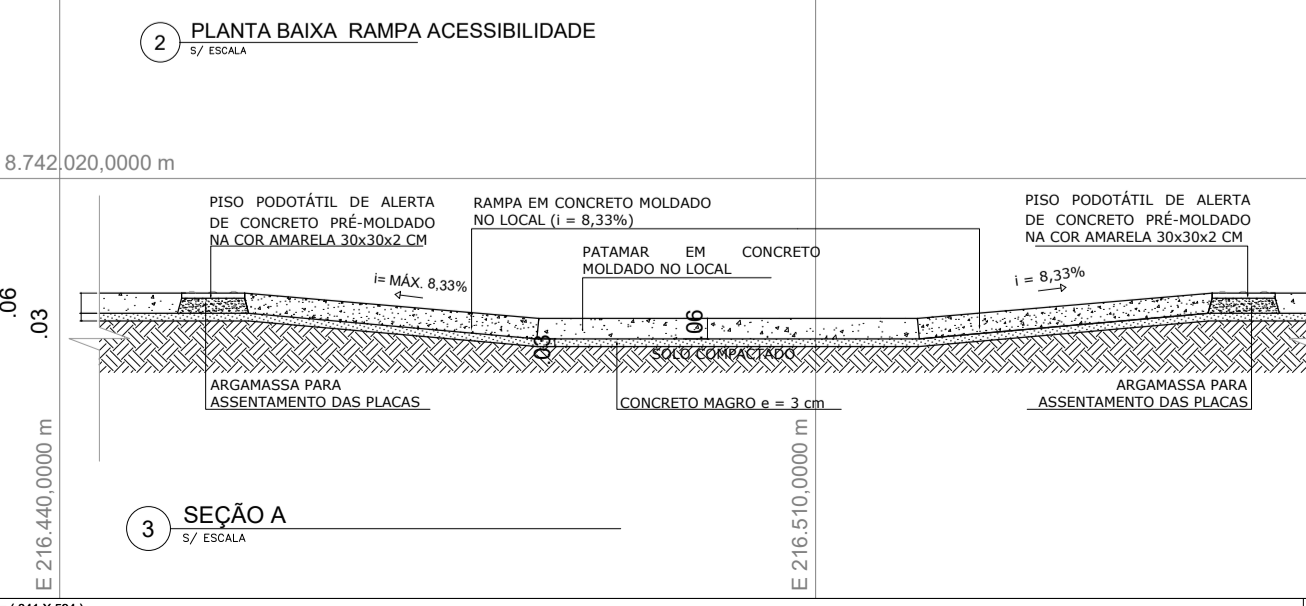 2 PLANTA BAIXA RAMPA ACESSIBILIDADE
S/ ESCALA
8.742.020,0000 m
PISO PODOTÁTIL DE ALERTA
DE CONCRETO PRÉ-MOLDADO
NA COR AMARELA 30x30x2 CM
RAMPA EM CONCRETO MOLDADO
NO LOCAL (i = 8,33%)
PATAMAR EM CONCRETO
MOLDADO NO LOCAL
PISO PODOTÁTIL DE ALERTA
DE CONCRETO PRÉ-MOLDADO
NA COR AMARELA 30x30x2 CM
i= MÁX. 8,33%
i = 8,33%
.06
.03
.06
.03
SOLO COMPACTADO
ARGAMASSA PARA
ASSENTAMENTO DAS PLACAS
CONCRETO MAGRO e = 3 cm
ARGAMASSA PARA
ASSENTAMENTO DAS PLACAS
E 216.440,0000 m
E 216.510,0000 m
3 SEÇÃO A
S/ ESCALA